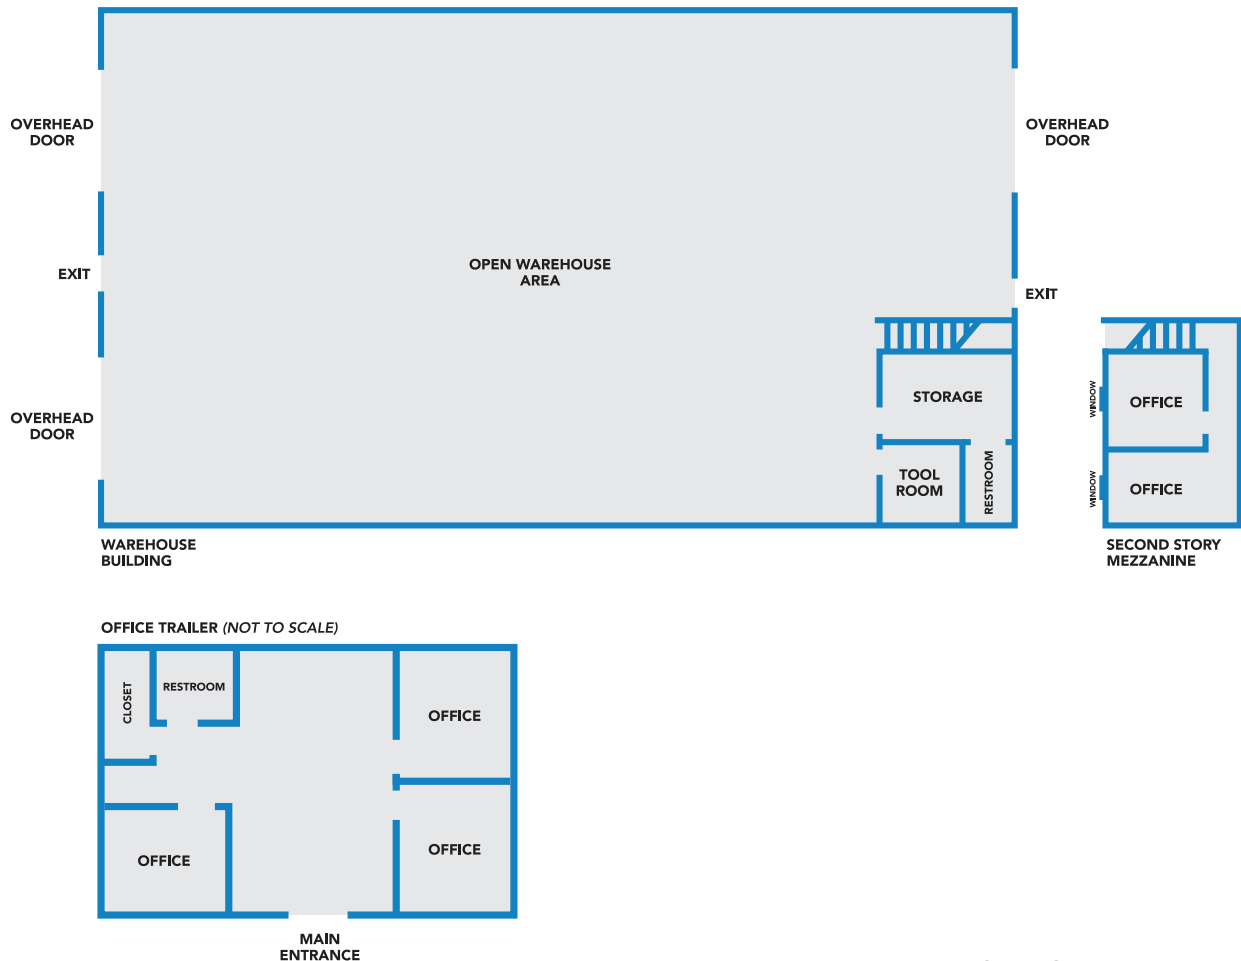 OVERHEAD
DOOR
OVERHEAD
DOOR
EXIT
OPEN WAREHOUSE
AREA
EXIT
OVERHEAD
DOOR
STORAGE
TOOL
ROOM
RESTROOM
WINDOW
OFFICE
WINDOW
OFFICE
WAREHOUSE
BUILDING
SECOND STORY
MEZZANINE
OFFICE TRAILER (NOT TO SCALE)
CLOSET
RESTROOM
OFFICE
OFFICE
OFFICE
MAIN
ENTRANCE